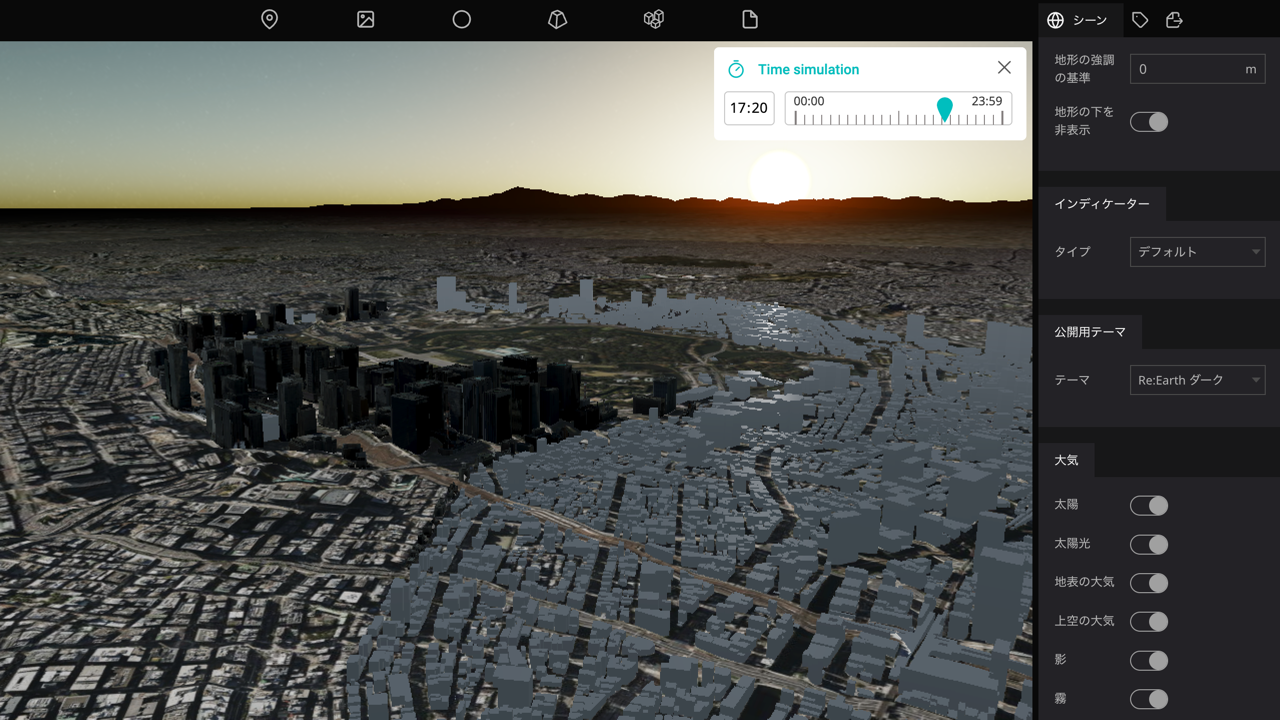 シーン
Time simulation
17:20
00:00
23:59
地形の強調
の基準
0
m
地形の下を
非表示
インディケーター
タイプ
デフォルト
公開用テーマ
テーマ
Re:Earth ダーク
大気
太陽
太陽光
地表の大気
上空の大気
影
霧